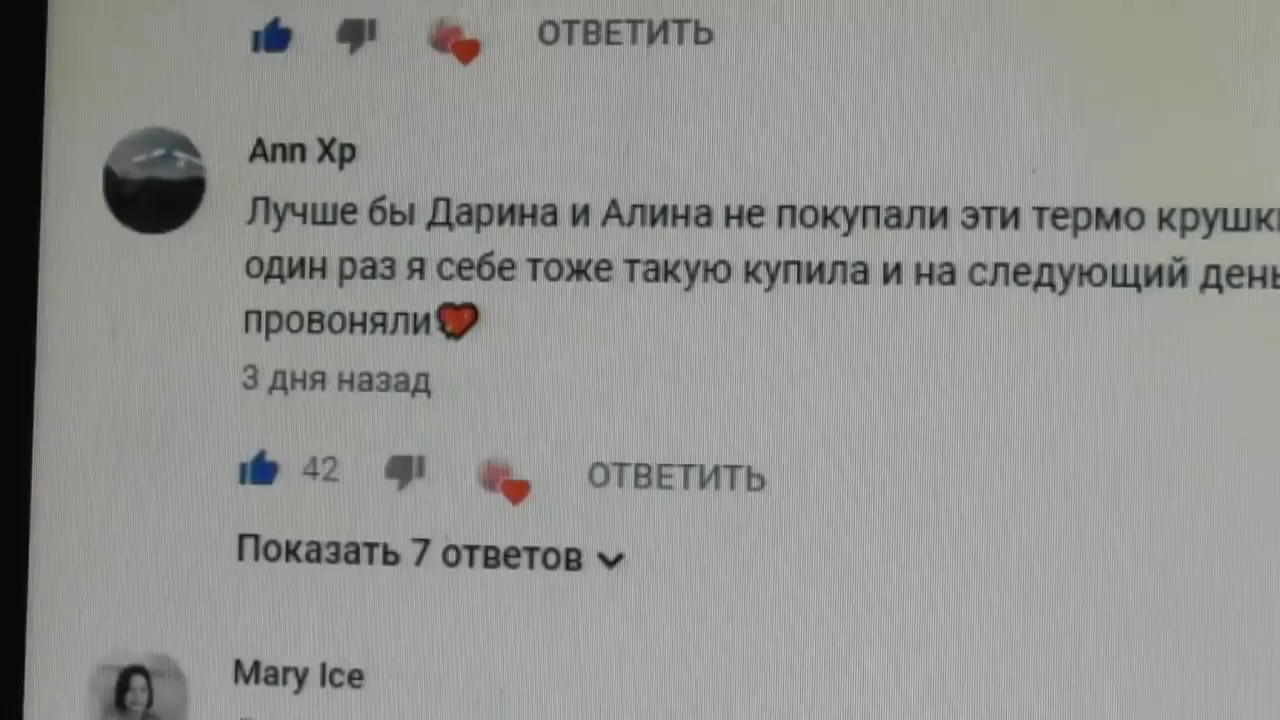 ОТВЕТИТЬ
Ann Xp
Лучше бы Дарина и Алина не покупали эти термо
один раз я себе тоже такую купила и на следующий день
провоняли
3 дня назад
42
ОТВЕТИТЬ
Показать 7 ответов
Mary Ice